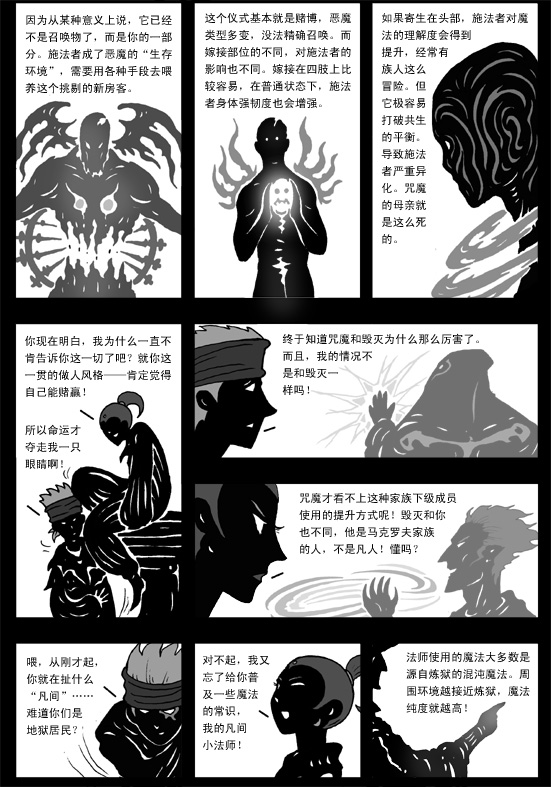 因为从某种意义上说，它已经
不是召唤物了，而是你的一部
分。施法者成了恶魔的“生存
环境”，需要用各种手段去喂
养这个挑剔的新房客。
这个仪式基本就是赌博，恶魔
类型多变，没法精确召唤。而
嫁接部位的不同，对施法者的
影响也不同。嫁接在四肢上比
较容易，在普通状态下，施法
者身体强韧度也会增强。
如果寄生在头部，施法者对魔
法的理解度会得到
提升，经常有
族人这么
冒险。但
它极容易
打破共生
的平衡。
导致施法
者严重异
化。咒魔
的母亲就
是这么死
的。
你现在明白，我为什么一直不
肯告诉你这一切了吧？就你这
一贯的做人风格——肯定觉得
自己能赌赢！
所以命运才
夺走我一只
眼睛啊！
终于知道咒魔和毁灭为什么那么厉害了。
而且，我的情况不
是和毁灭一
样吗！
咒魔才看不上这种家族下级成员
使用的提升方式呢！毁灭和你
也不同，他是马克罗夫家族
的人，不是凡人！懂吗？
喂，从刚才起，
你就在扯什么
“凡间”……
难道你们是
地狱居民？
对不起，我又
忘了给你普
及一些魔法
的常识，
我的凡间
小法师！
法师使用的魔法大多数是
源自炼狱的混沌魔法。周
围环境越接近炼狱，魔法
纯度就越高！